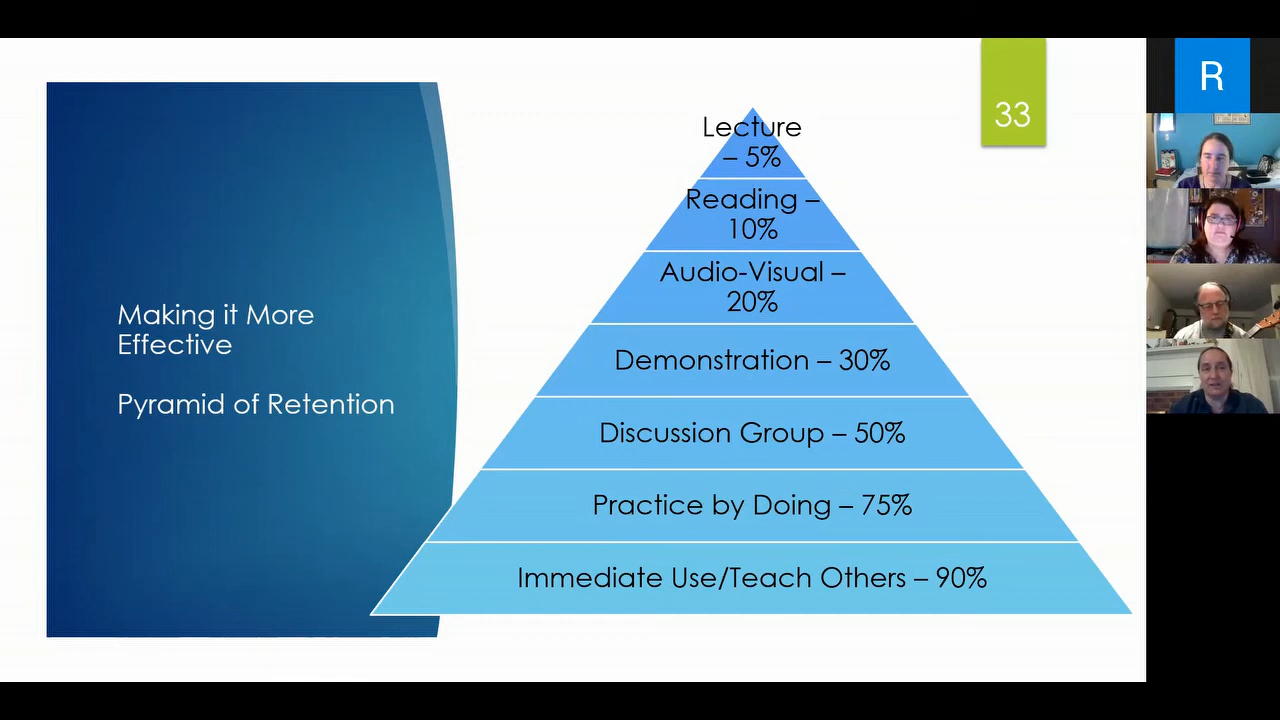 33
Making it More
Effective
Pyramid of Retention
Lecture
– 5%
Reading –
10%
Audio-Visual –
20%
Demonstration – 30%
Discussion Group – 50%
Practice by Doing – 75%
Immediate Use/Teach Others – 90%
R